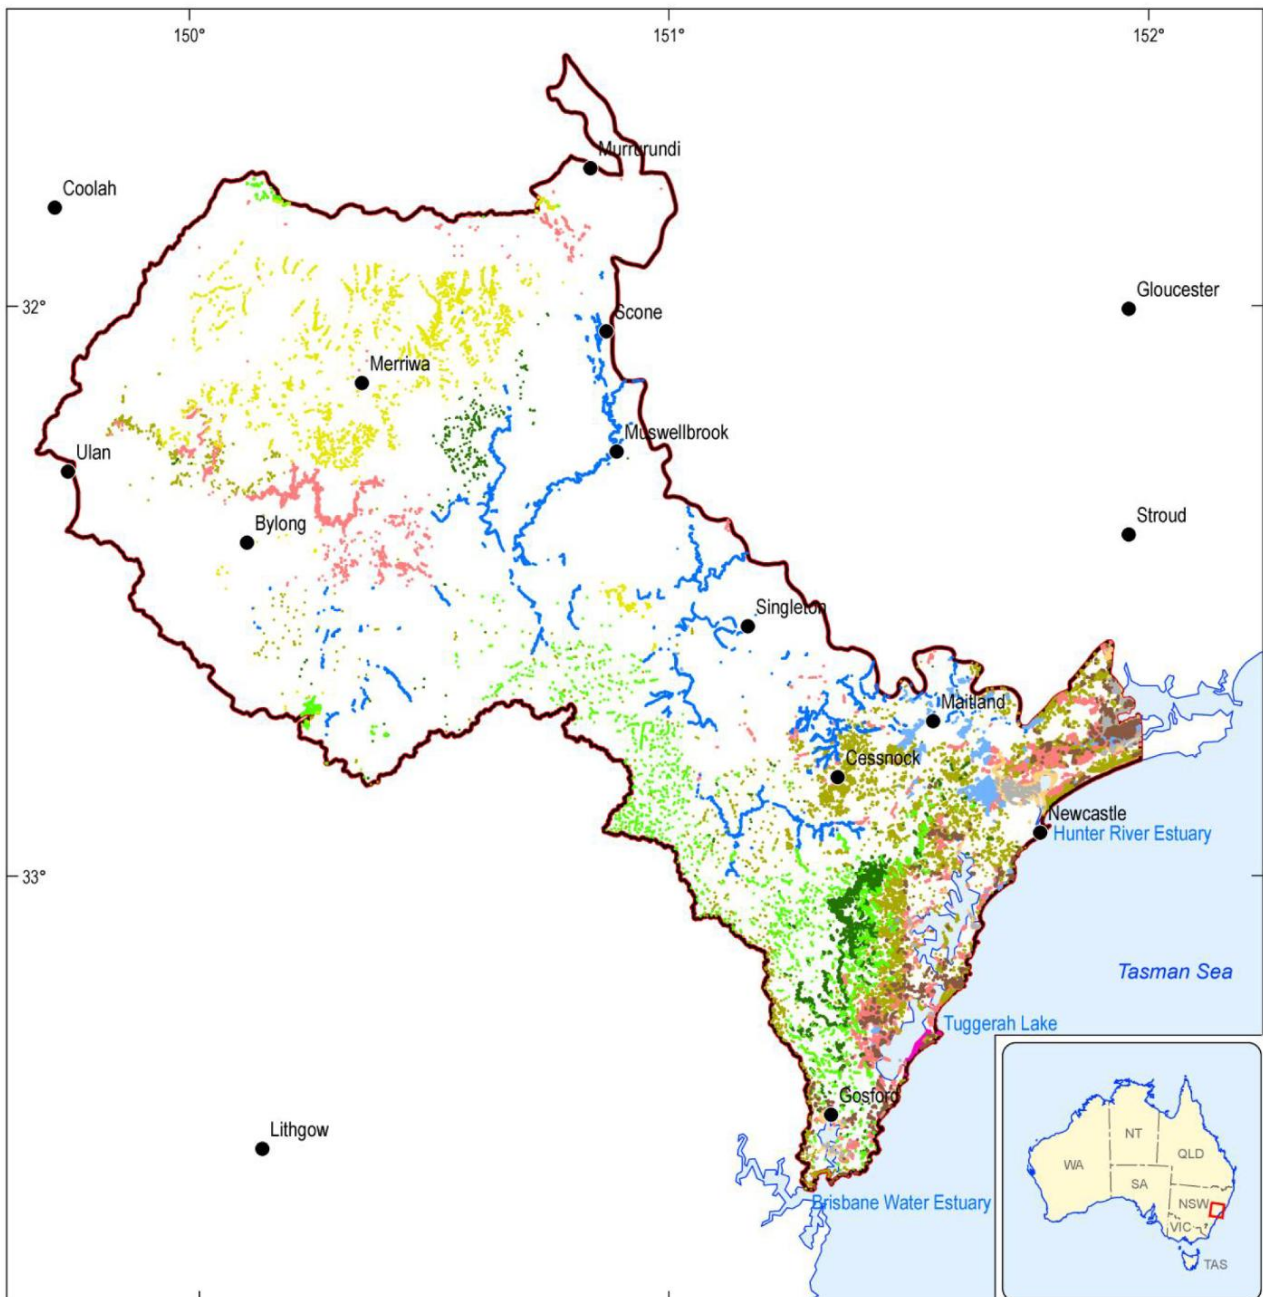 150°
151°
152°
Murrurundi
Coolah
Gloucester
32°
Scone
Merriwa
Muswellbrook
Ulan
Stroud
Bylong
Singleton
Maitland
Cessnock
Newcastle
Hunter River Estuary
33°
Tasman Sea
Tuggerah Lake
Gosford
Lithgow
Brisbane Water Estuary
NT
QLD
WA
SA
NSW
VIC
TAS